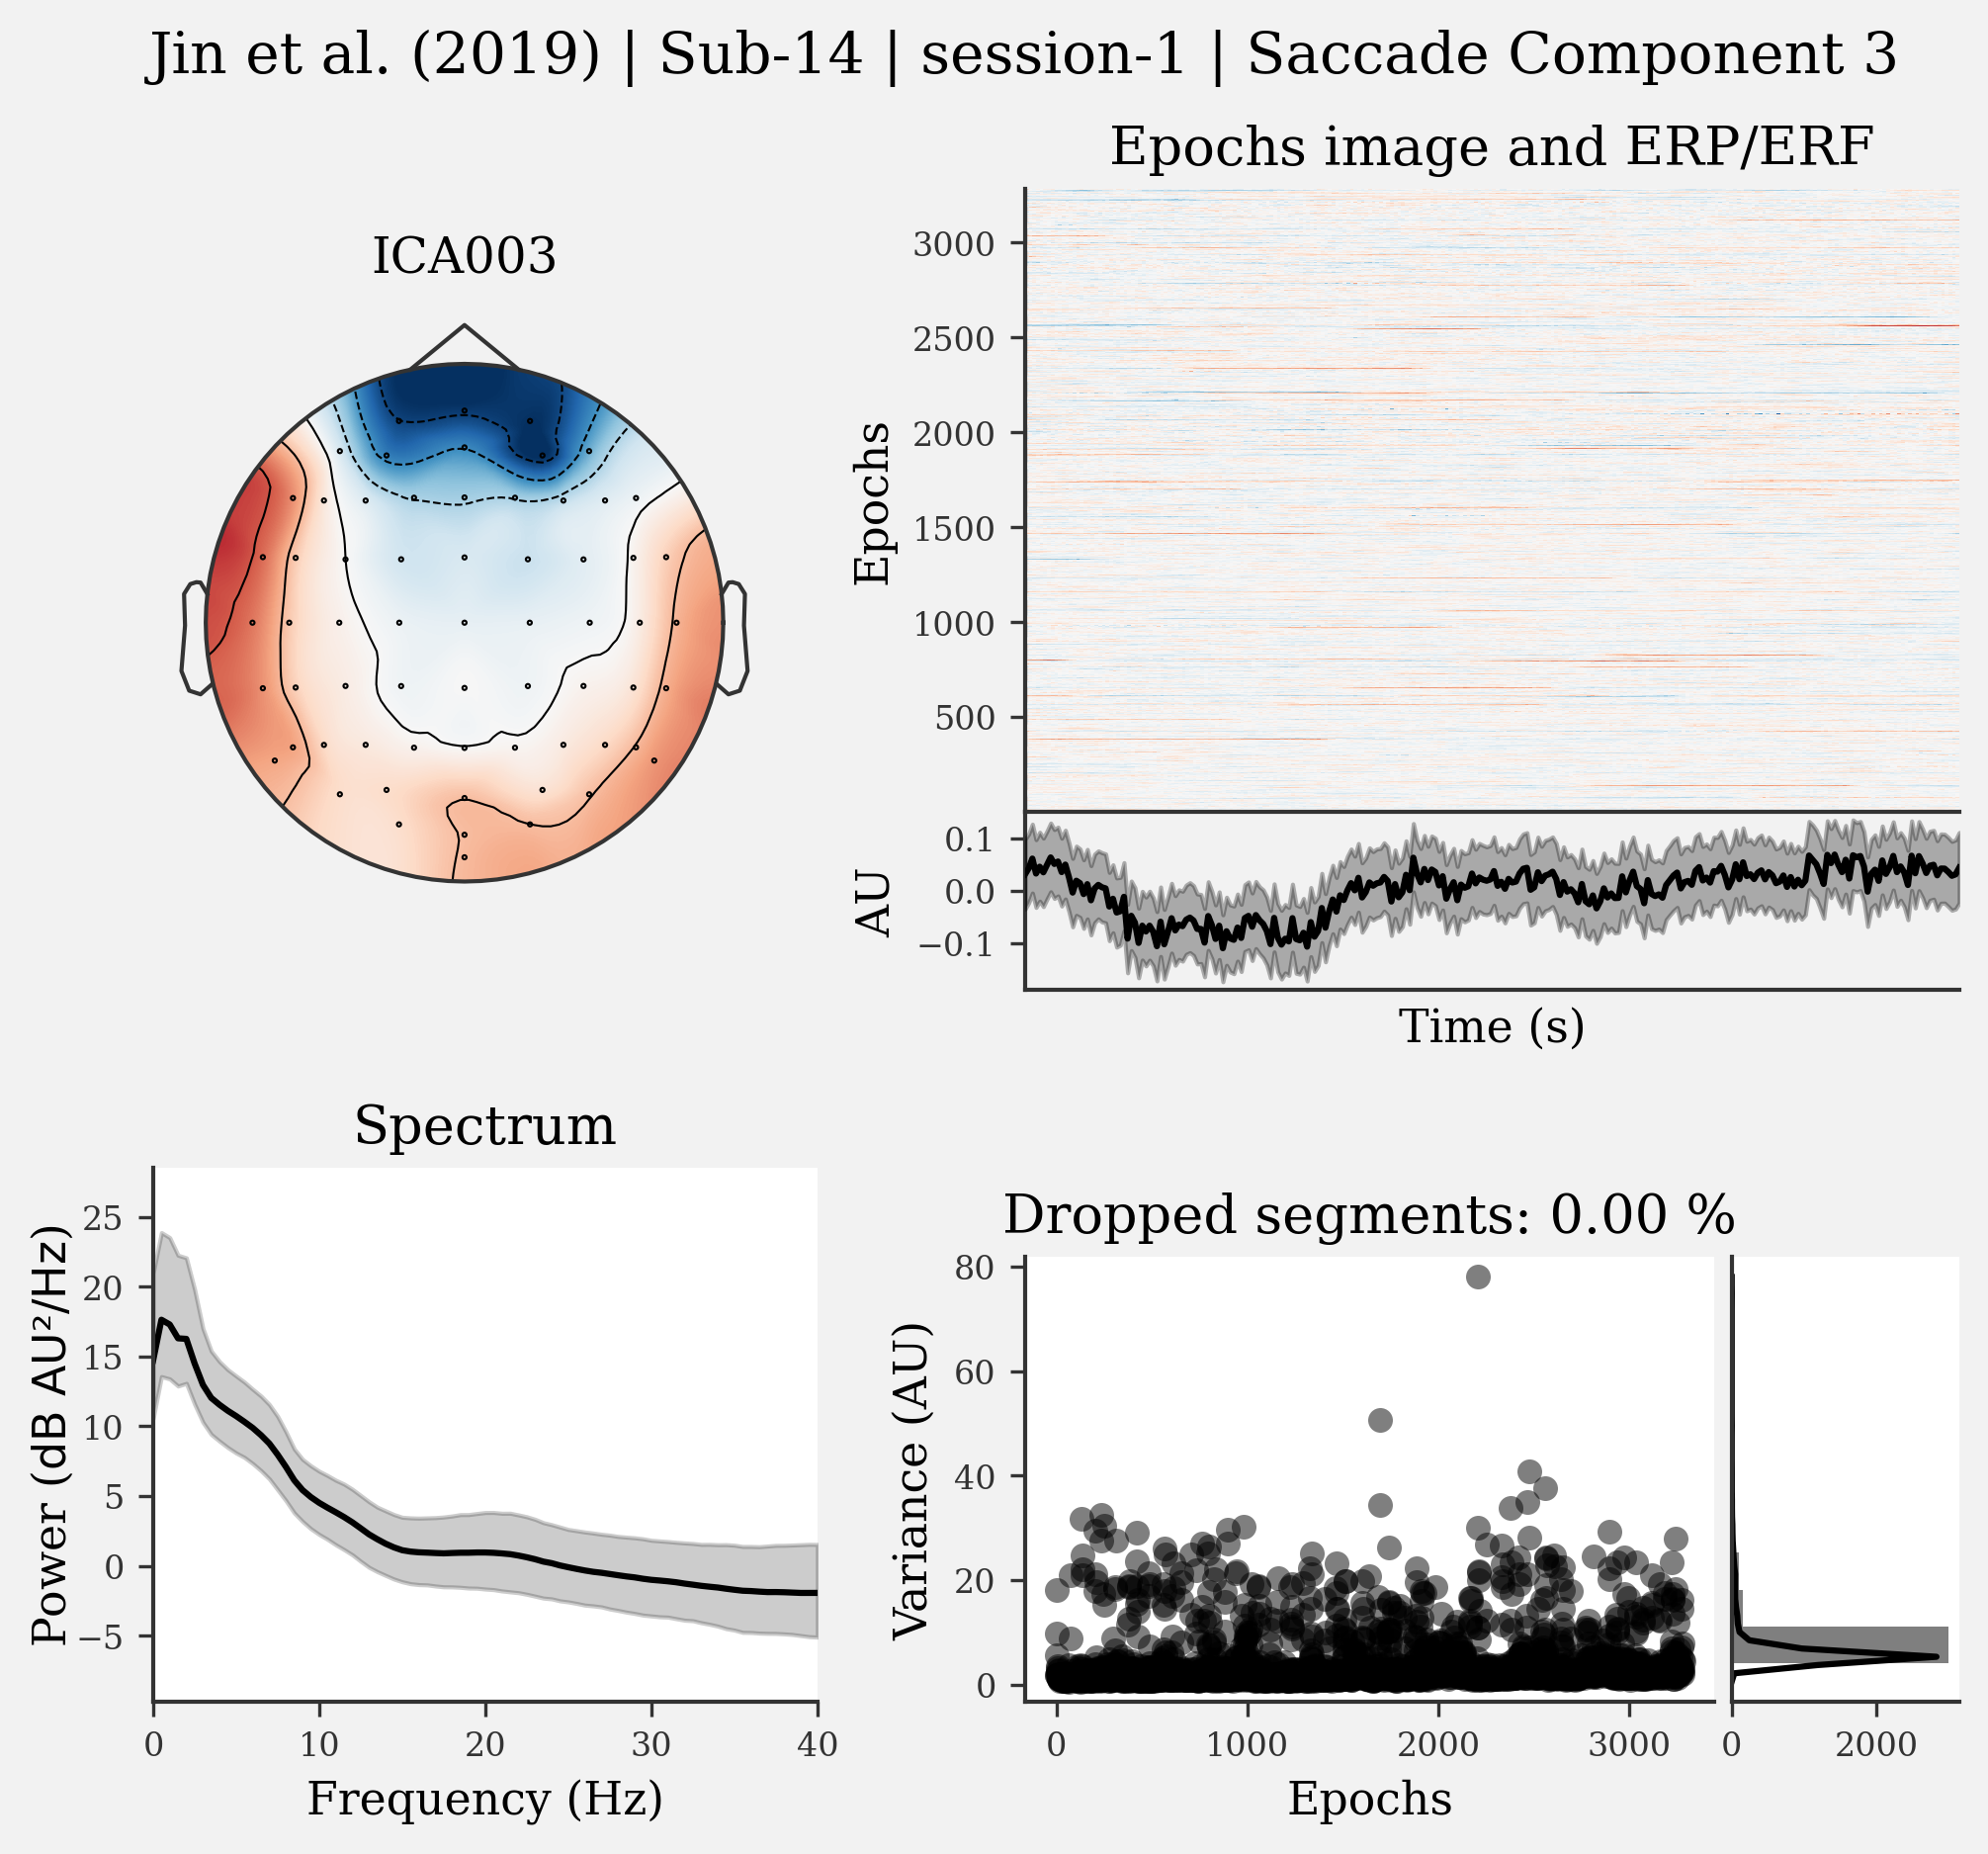 Jin et al. (2019) | Sub-14 | session-1 | Saccade Component 3
ICA003
Epochs image and ERP/ERF
Epochs
3000
2500
2000
1500
1000
500
AU
0.1
0.0
−0.1
Time (s)
Spectrum
Power (dB AU²/Hz)
25
20
15
10
5
0
−5
0 10 20 30 40
Frequency (Hz)
Dropped segments: 0.00 %
Variance (AU)
80
60
40
20
0
0 1000 2000 3000 0 2000
Epochs